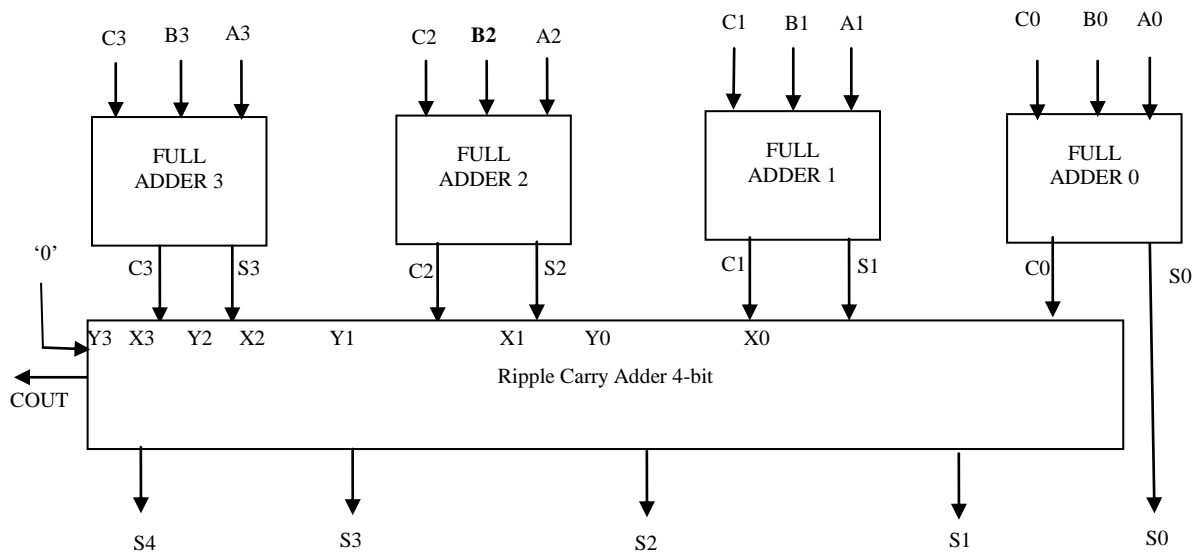 C3 B3 A3 C2 B2 A2 C1 B1 A1 C0 B0 A0
FULL
ADDER 3
FULL
ADDER 2
FULL
ADDER 1
FULL
ADDER 0
‘0’
C3 S3 C2 S2 C1 S1 C0 S0
Y3 X3 Y2 X2 Y1 X1 Y0 X0
Ripple Carry Adder 4-bit
COUT
S4 S3 S2 S1 S0